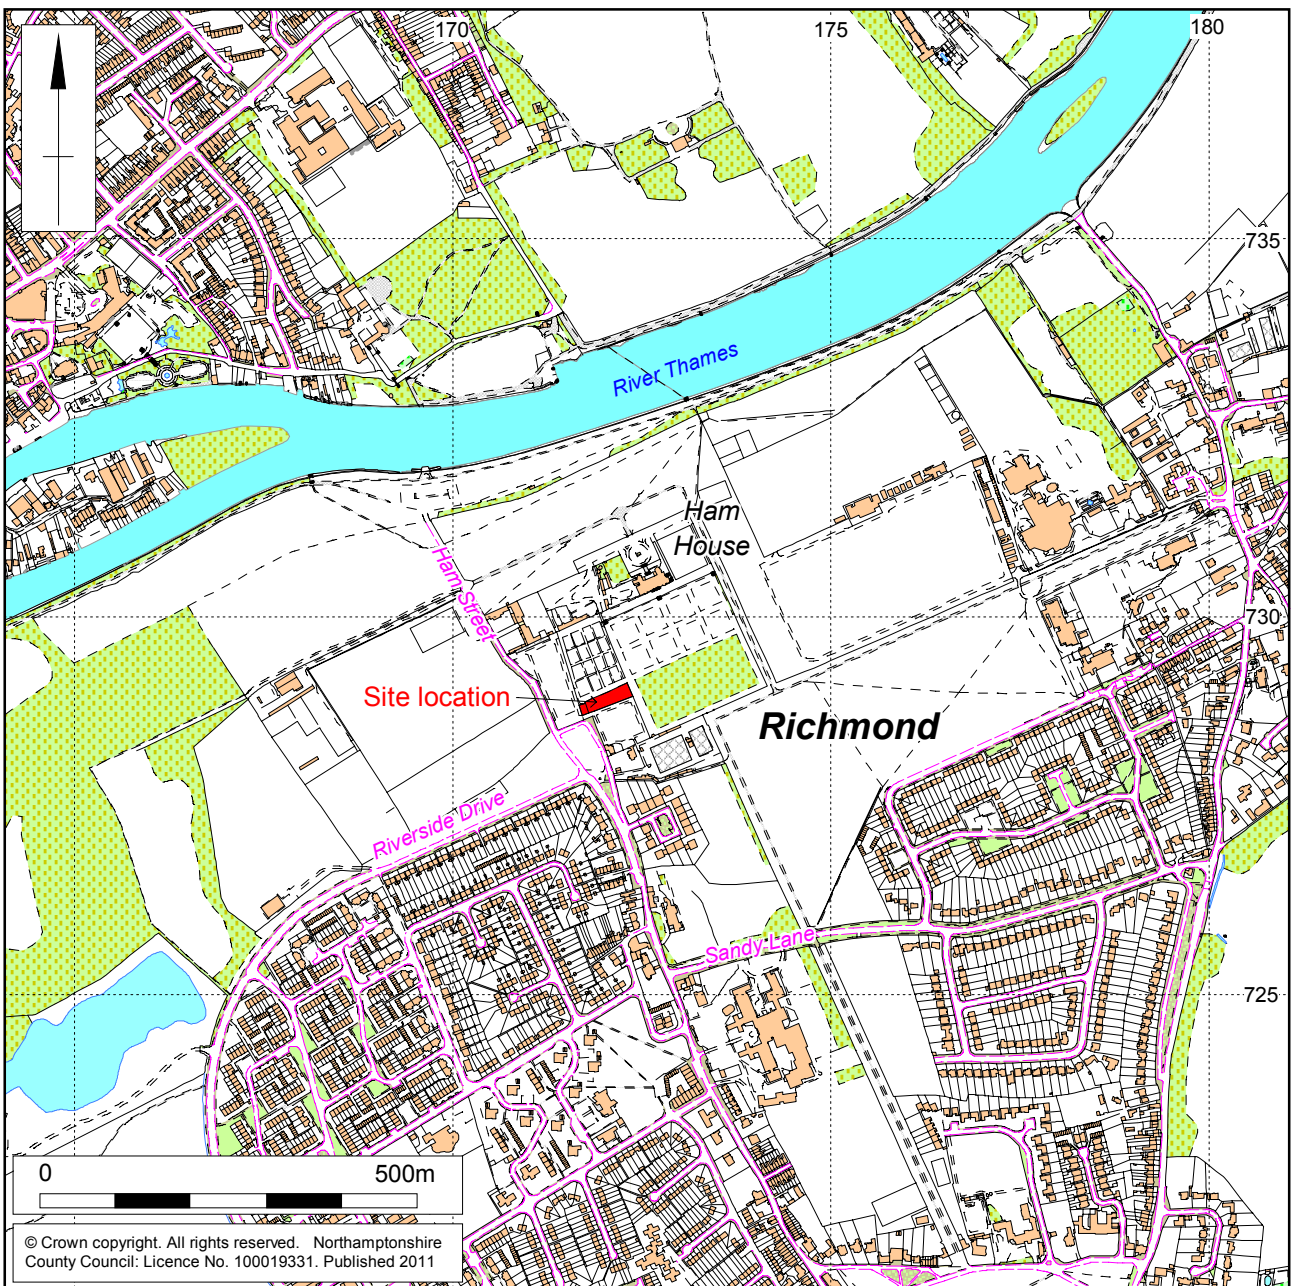 170
175
180
735
River Thames
Ham
House
Ham Street
730
Site location
Richmond
Riverside Drive
Sandy Lane
725
0 500m
© Crown copyright. All rights reserved. Northamptonshire
County Council: Licence No. 100019331. Published 2011